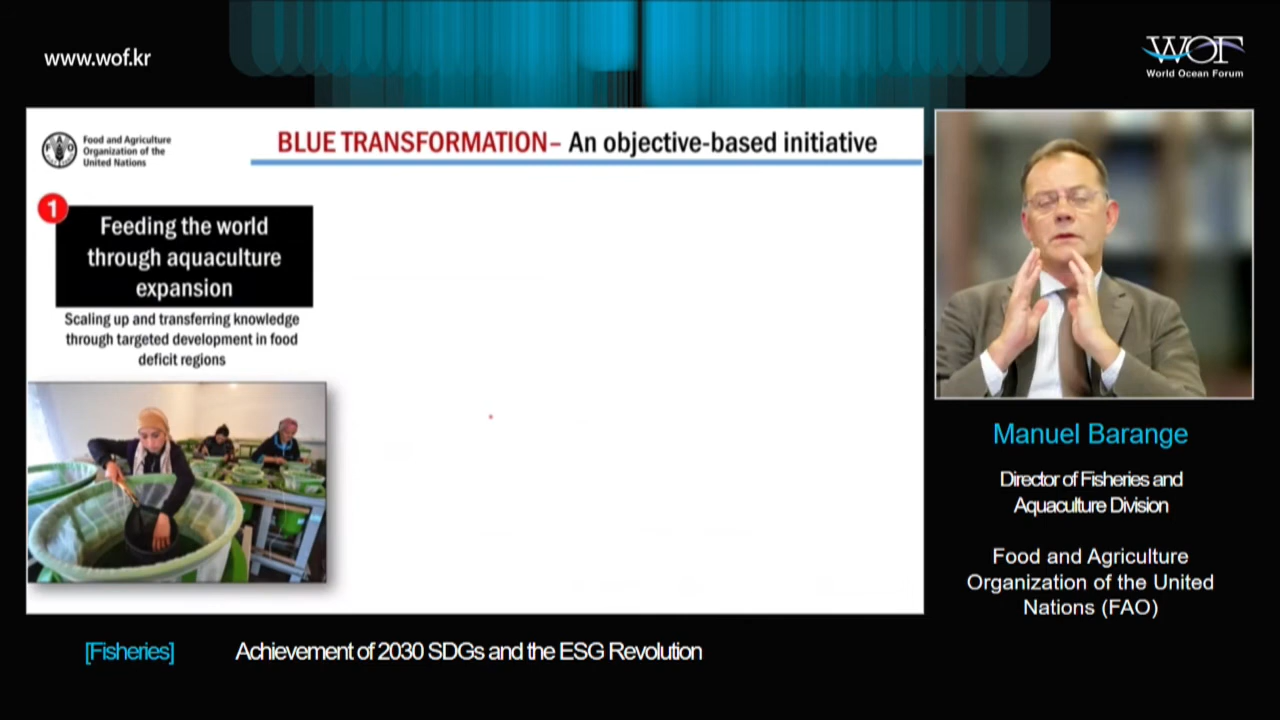 www.wof.kr
WOF
World Ocean Forum
FAO
Food and Agriculture
Organization of the
United Nations
BLUE TRANSFORMATION– An objective-based initiative
1
Feeding the world
through aquaculture
expansion
Scaling up and transferring knowledge
through targeted development in food
deficit regions
Manuel Barange
Director of Fisheries and
Aquaculture Division
Food and Agriculture
Organization of the United
Nations (FAO)
[Fisheries] Achievement of 2030 SDGs and the ESG Revolution